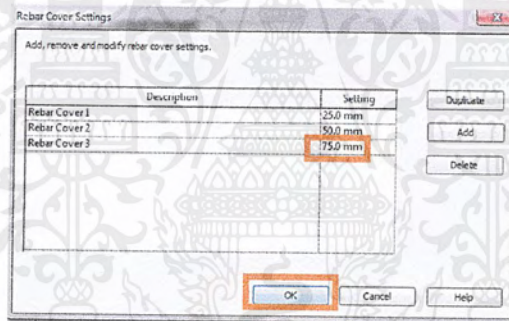 Rebar Cover Settings
Add, remove and modify rebar cover settings.
Description Setting
Rebar Cover 1 25.0 mm
Rebar Cover 2 50.0 mm
Rebar Cover 3 75.0 mm
Duplicate
Add
Delete
OK Cancel Help